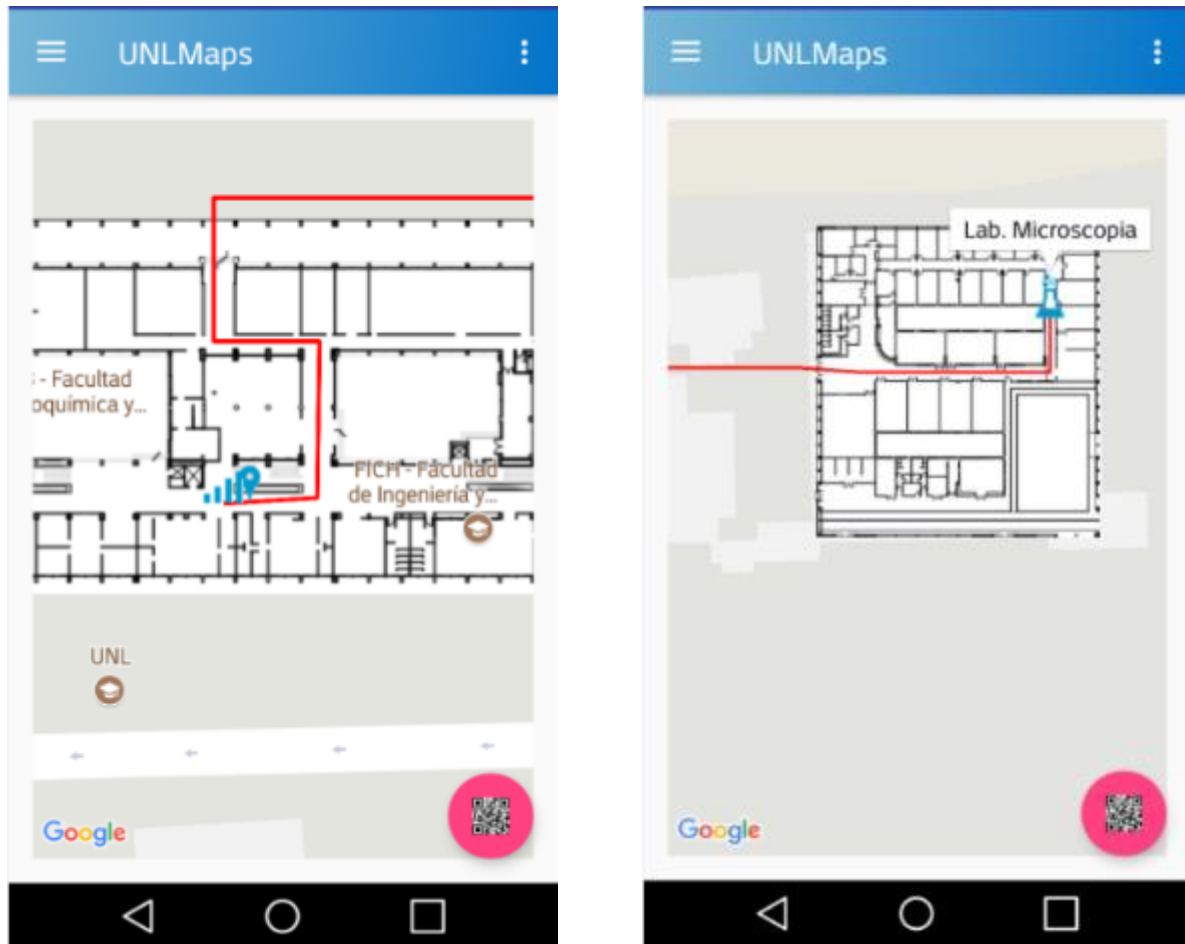 UNLMaps
- Facultad
oquímica y...
FICH - Facultad
de Ingeniería y...
UNL
Google
UNLMaps
Lab. Microscopia
Google